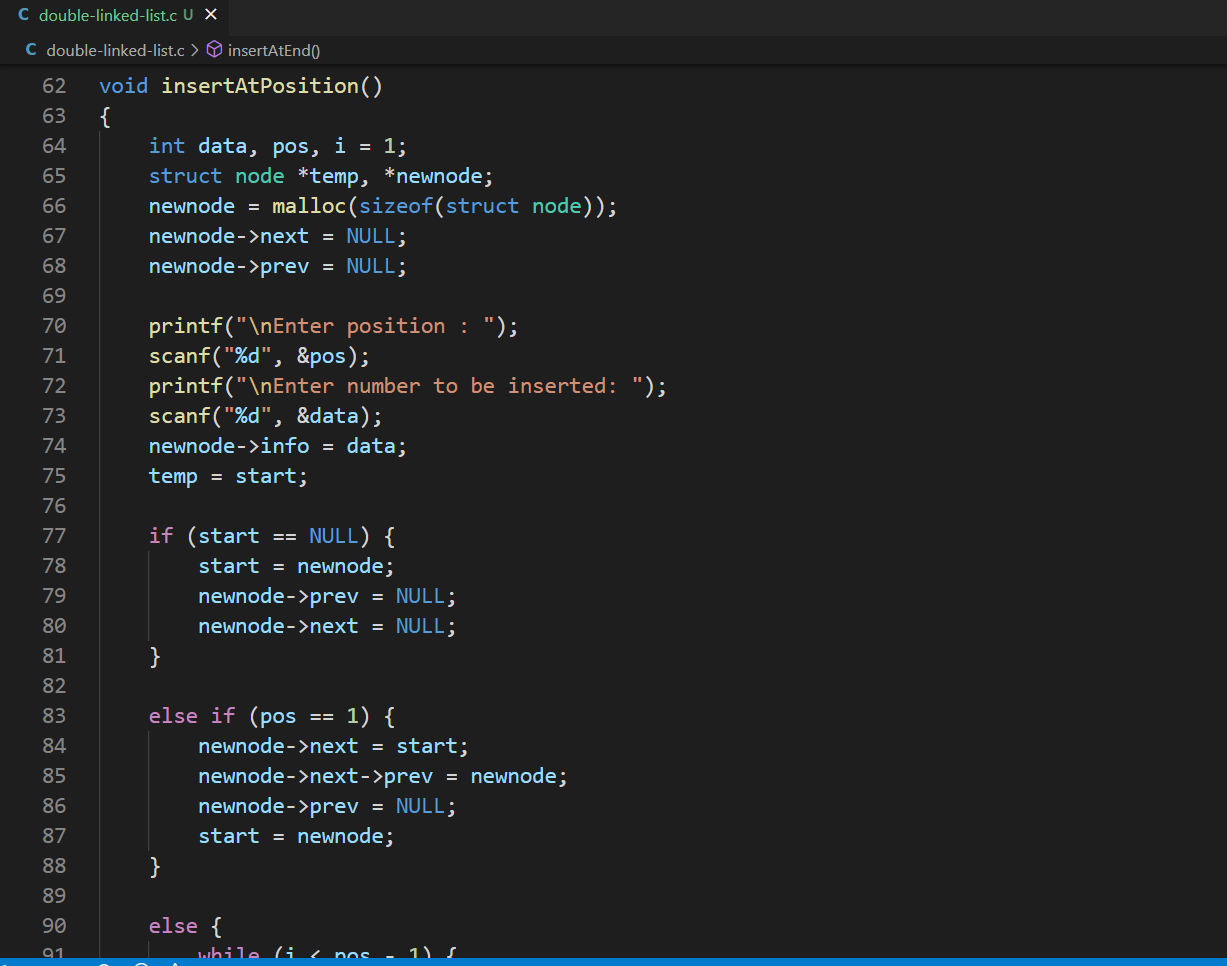 C double-linked-list.c U ×
C double-linked-list.c > insertAtEnd()
62 void insertAtPosition()
63 {
64     int data, pos, i = 1;
65     struct node *temp, *newnode;
66     newnode = malloc(sizeof(struct node));
67     newnode->next = NULL;
68     newnode->prev = NULL;
69
70     printf("\nEnter position : ");
71     scanf("%d", &pos);
72     printf("\nEnter number to be inserted: ");
73     scanf("%d", &data);
74     newnode->info = data;
75     temp = start;
76
77     if (start == NULL) {
78         start = newnode;
79         newnode->prev = NULL;
80         newnode->next = NULL;
81     }
82
83     else if (pos == 1) {
84         newnode->next = start;
85         newnode->next->prev = newnode;
86         newnode->prev = NULL;
87         start = newnode;
88     }
89
90     else {
91         while (i < pos - 1) {